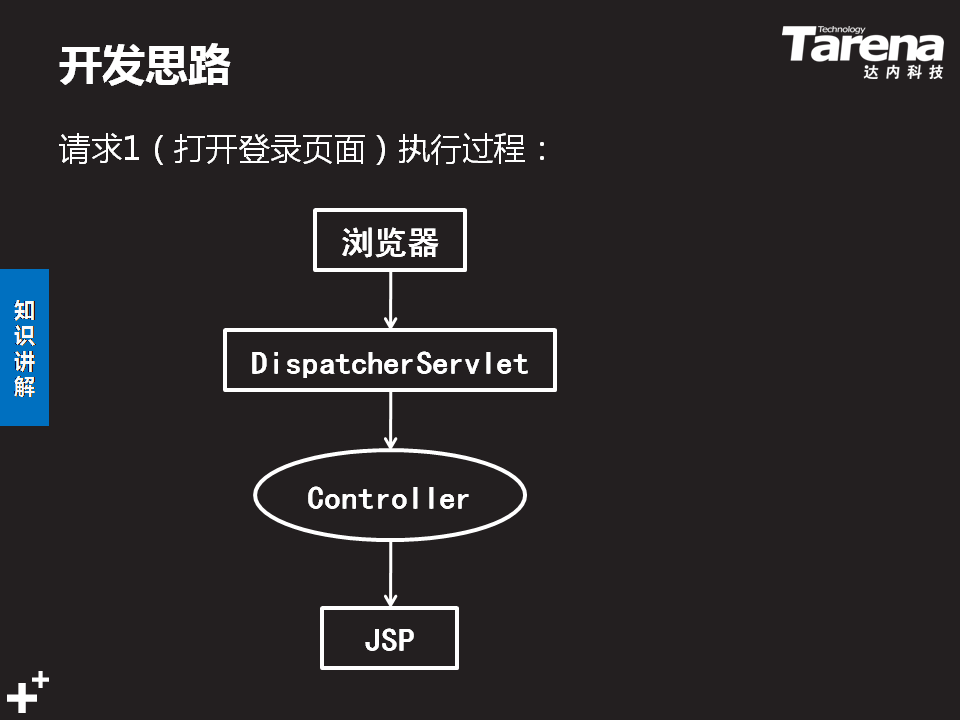 开发思路
Technology
Tarena
达内科技
请求1（打开登录页面）执行过程：
浏览器
DispatcherServlet
知识讲解
Controller
JSP